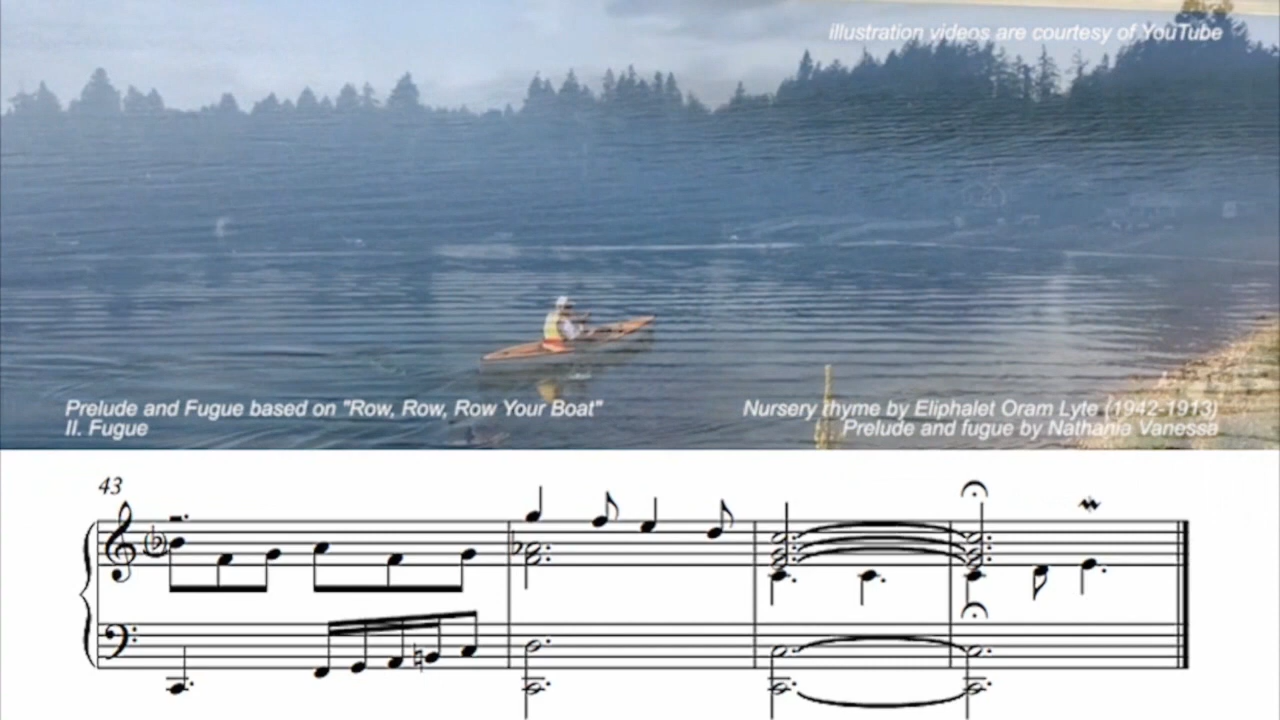 illustration videos are courtesy of YouTube
Prelude and Fugue based on "Row, Row, Row Your Boat"
II. Fugue
Nursery rhyme by Eliphalet Oram Lyte (1942-1913)
Prelude and fugue by Nathania Vanessa
43